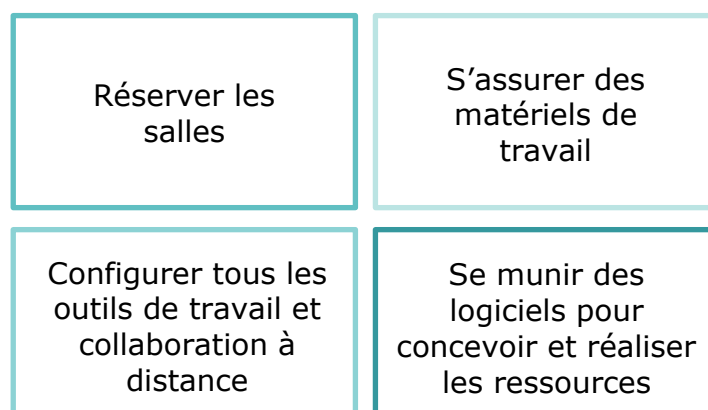 Réserver les
salles
S’assurer des
matériels de
travail
Configurer tous les
outils de travail et
collaboration à
distance
Se munir des
logiciels pour
concevoir et réaliser
les ressources